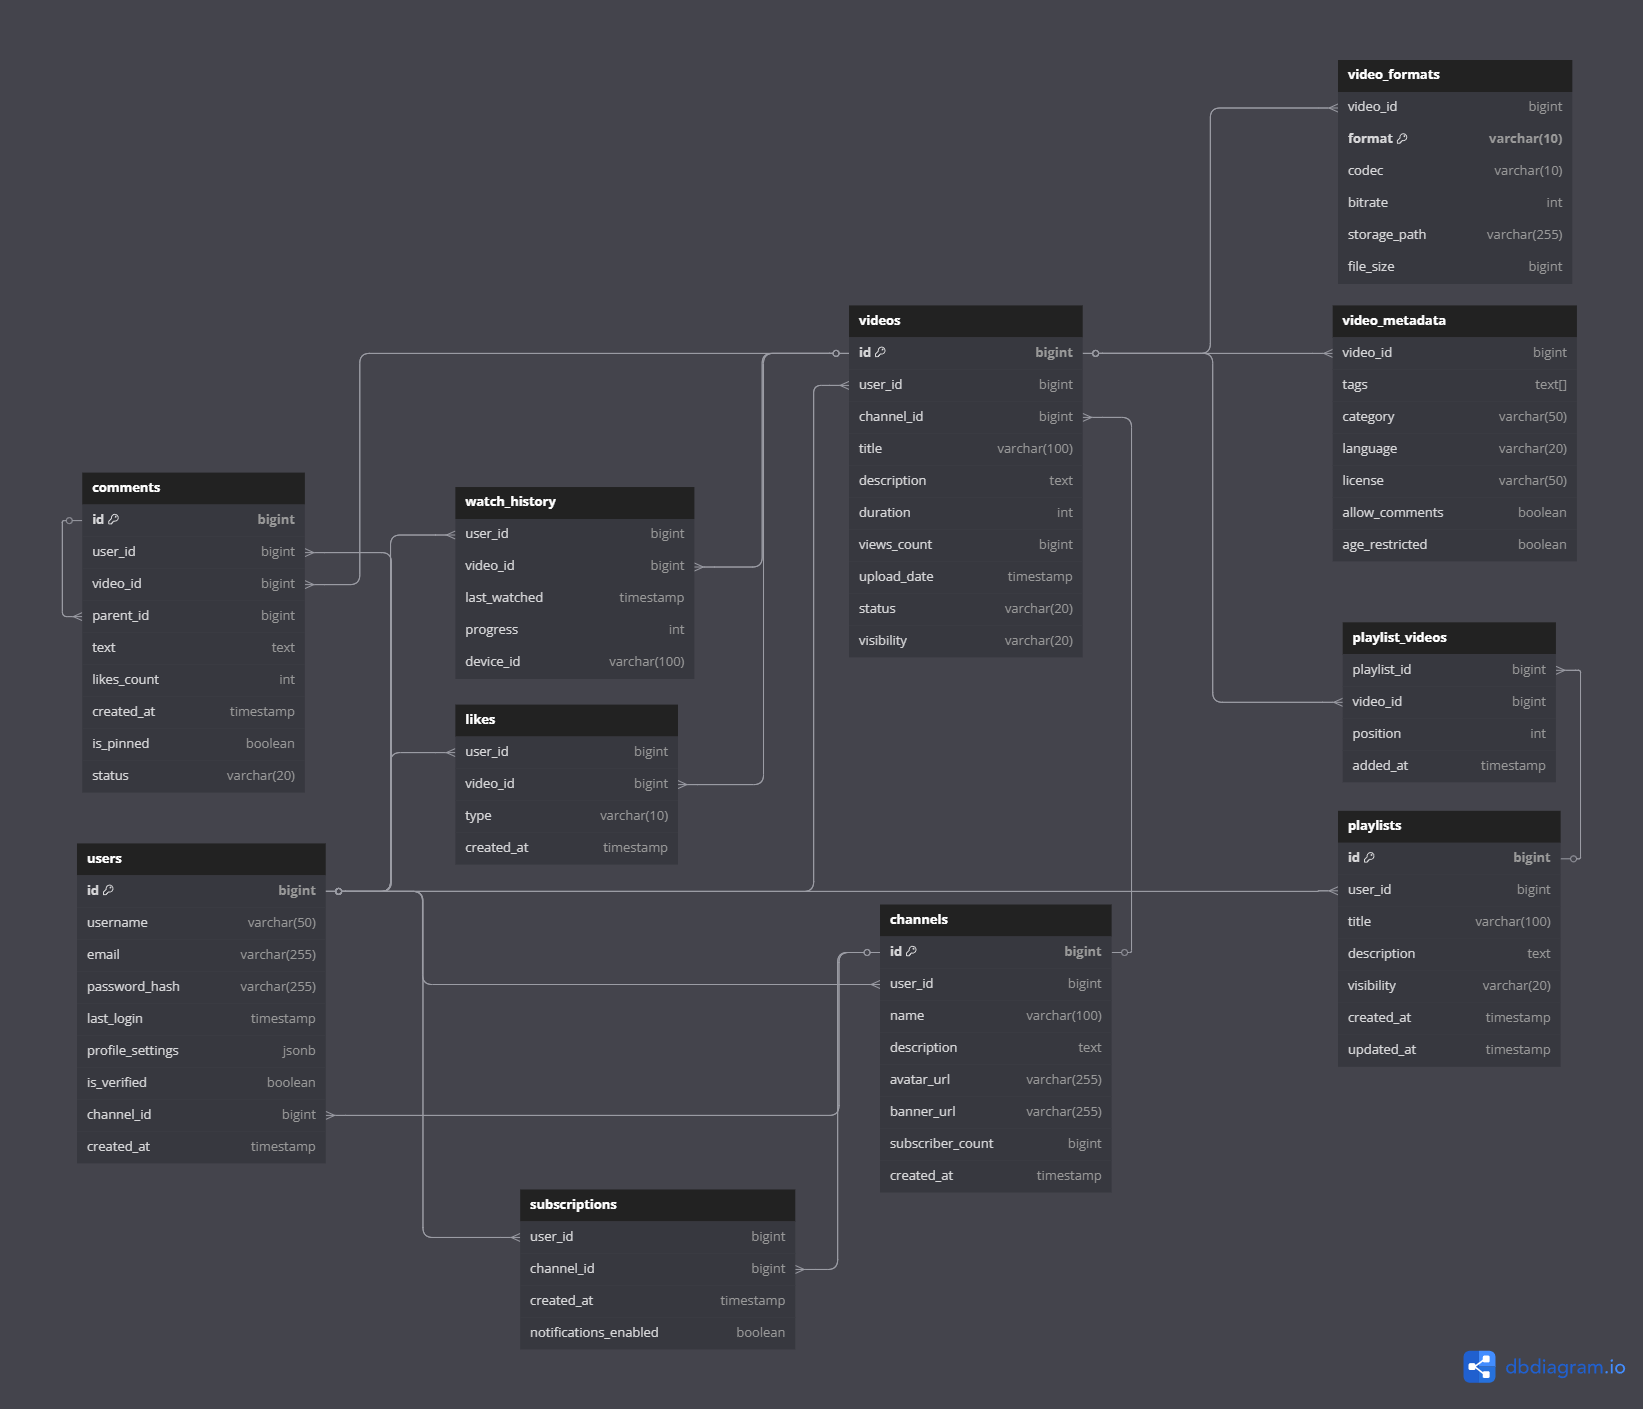 video_formats
video_id bigint
format varchar(10)
codec varchar(10)
bitrate int
storage_path varchar(255)
file_size bigint
videos
id bigint
user_id bigint
channel_id bigint
title varchar(100)
description text
duration int
views_count bigint
upload_date timestamp
status varchar(20)
visibility varchar(20)
video_metadata
video_id bigint
tags text[]
category varchar(50)
language varchar(20)
license varchar(50)
allow_comments boolean
age_restricted boolean
comments
id bigint
user_id bigint
video_id bigint
parent_id bigint
text text
likes_count int
created_at timestamp
is_pinned boolean
status varchar(20)
watch_history
user_id bigint
video_id bigint
last_watched timestamp
progress int
device_id varchar(100)
playlist_videos
playlist_id bigint
video_id bigint
position int
added_at timestamp
likes
user_id bigint
video_id bigint
type varchar(10)
created_at timestamp
playlists
id bigint
user_id bigint
title varchar(100)
description text
visibility varchar(20)
created_at timestamp
updated_at timestamp
users
id bigint
username varchar(50)
email varchar(255)
password_hash varchar(255)
last_login timestamp
profile_settings jsonb
is_verified boolean
channel_id bigint
created_at timestamp
channels
id bigint
user_id bigint
name varchar(100)
description text
avatar_url varchar(255)
banner_url varchar(255)
subscriber_count bigint
created_at timestamp
subscriptions
user_id bigint
channel_id bigint
created_at timestamp
notifications_enabled boolean
dbdiagram.io